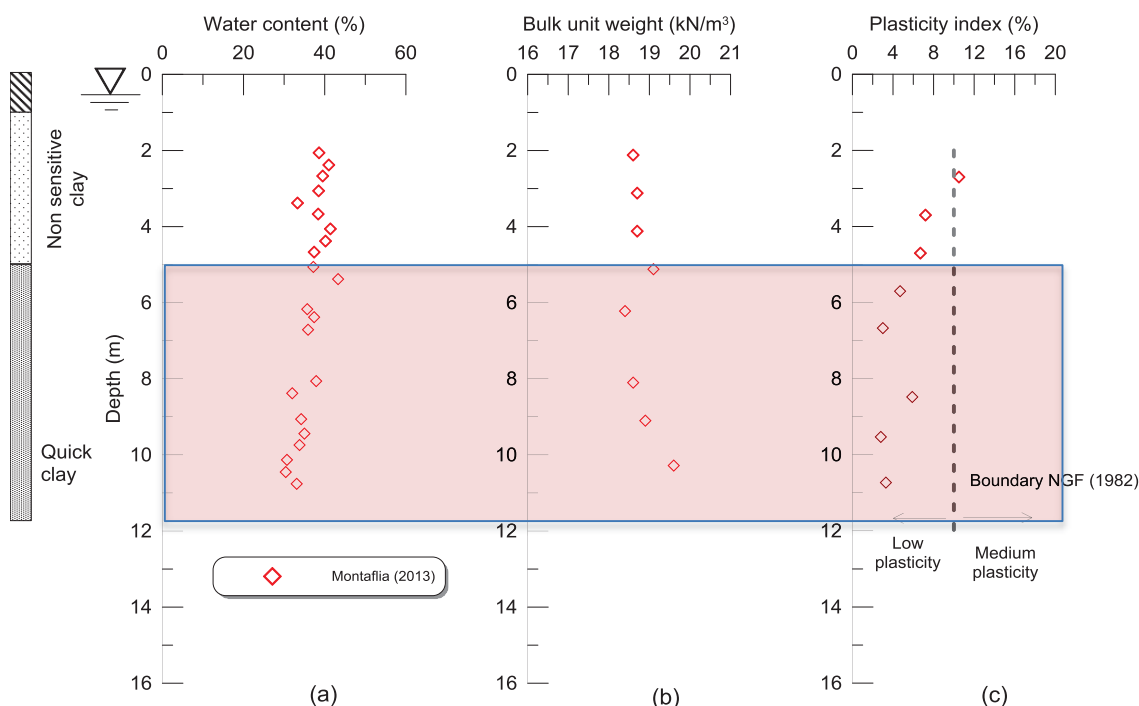 Water content (%)
0 20 40 60
Bulk unit weight (kN/m³)
16 17 18 19 20 21
Plasticity index (%)
0 4 8 12 16 20
Non sensitive
clay
Quick
clay
Depth (m)
0
2
4
6
8
10
12
14
16
0
2
4
6
8
10
12
14
16
0
2
4
6
8
10
12
14
16
Boundary NGF (1982)
Low
plasticity
Medium
plasticity
Montaflia (2013)
(a)
(b)
(c)